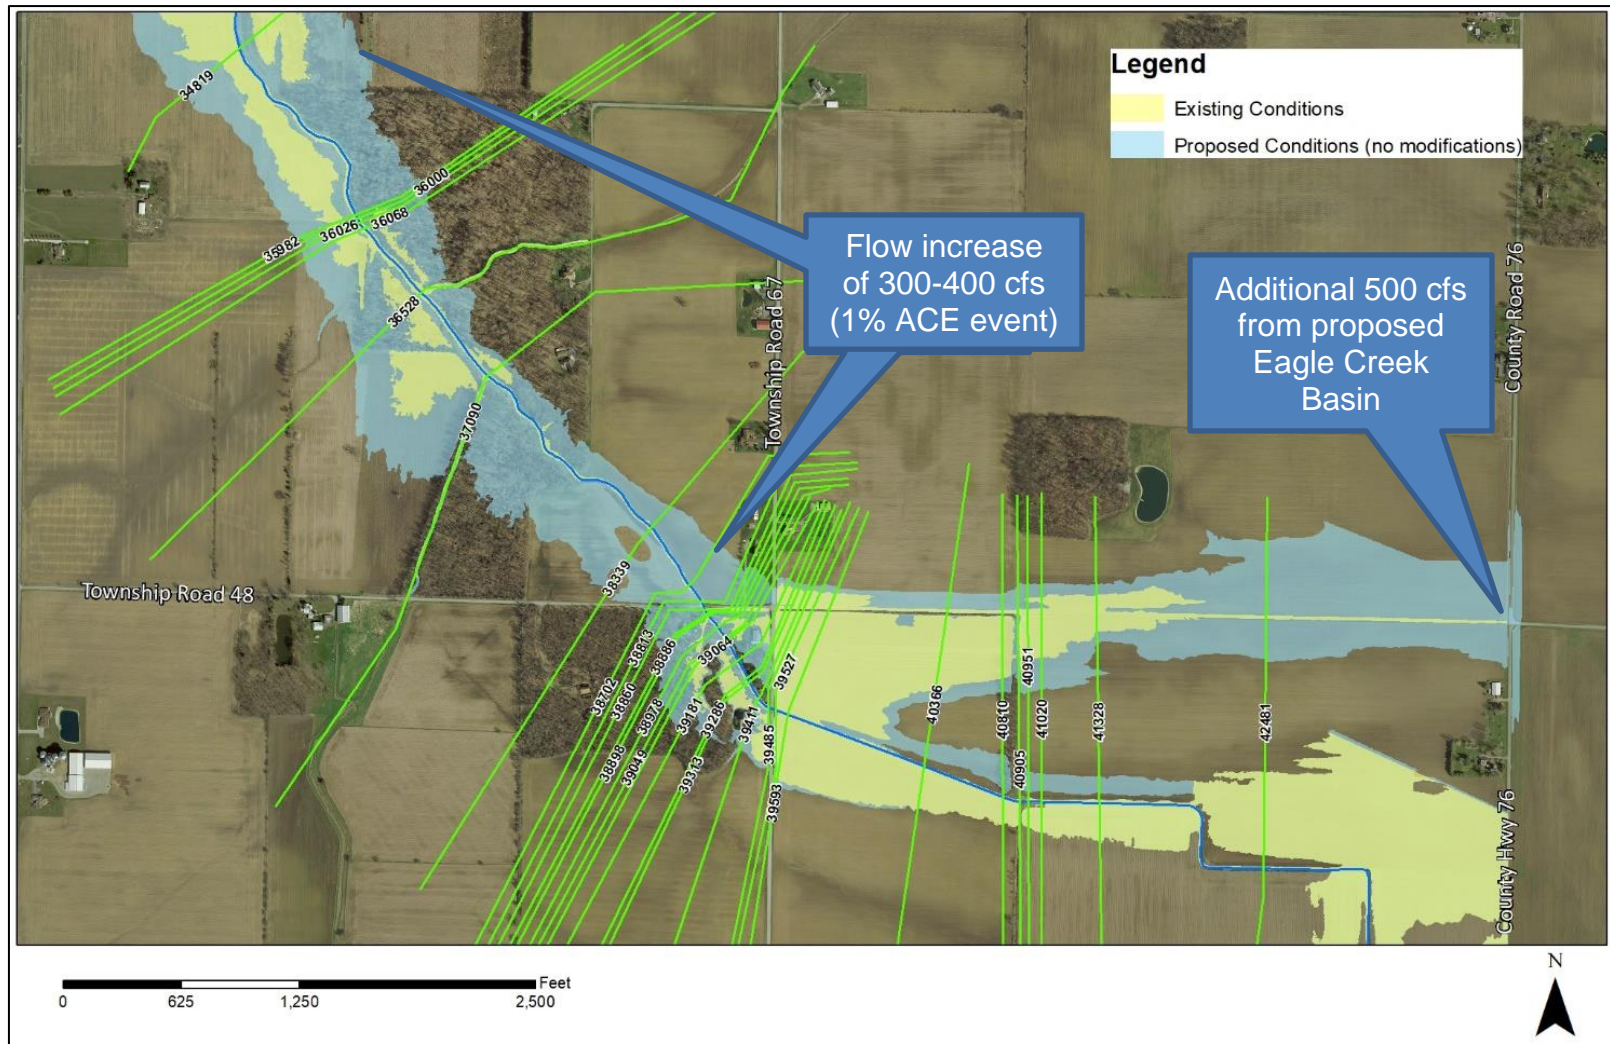 Legend
Existing Conditions
Proposed Conditions (no modifications)
Flow increase
of 300-400 cfs
(1% ACE event)
Additional 500 cfs
from proposed
Eagle Creek
Basin
34819
36000
36068
36026
35982
36528
37090
38339
Township Road 67
County Road 76
Township Road 48
38813
38702
38860
38886
38898
38978
39049
39064
39181
39286
39313
39411
39527
39485
39593
40366
40810
40951
40905
41020
41328
42481
County Hwy 76
Feet
0 625 1,250 2,500
N